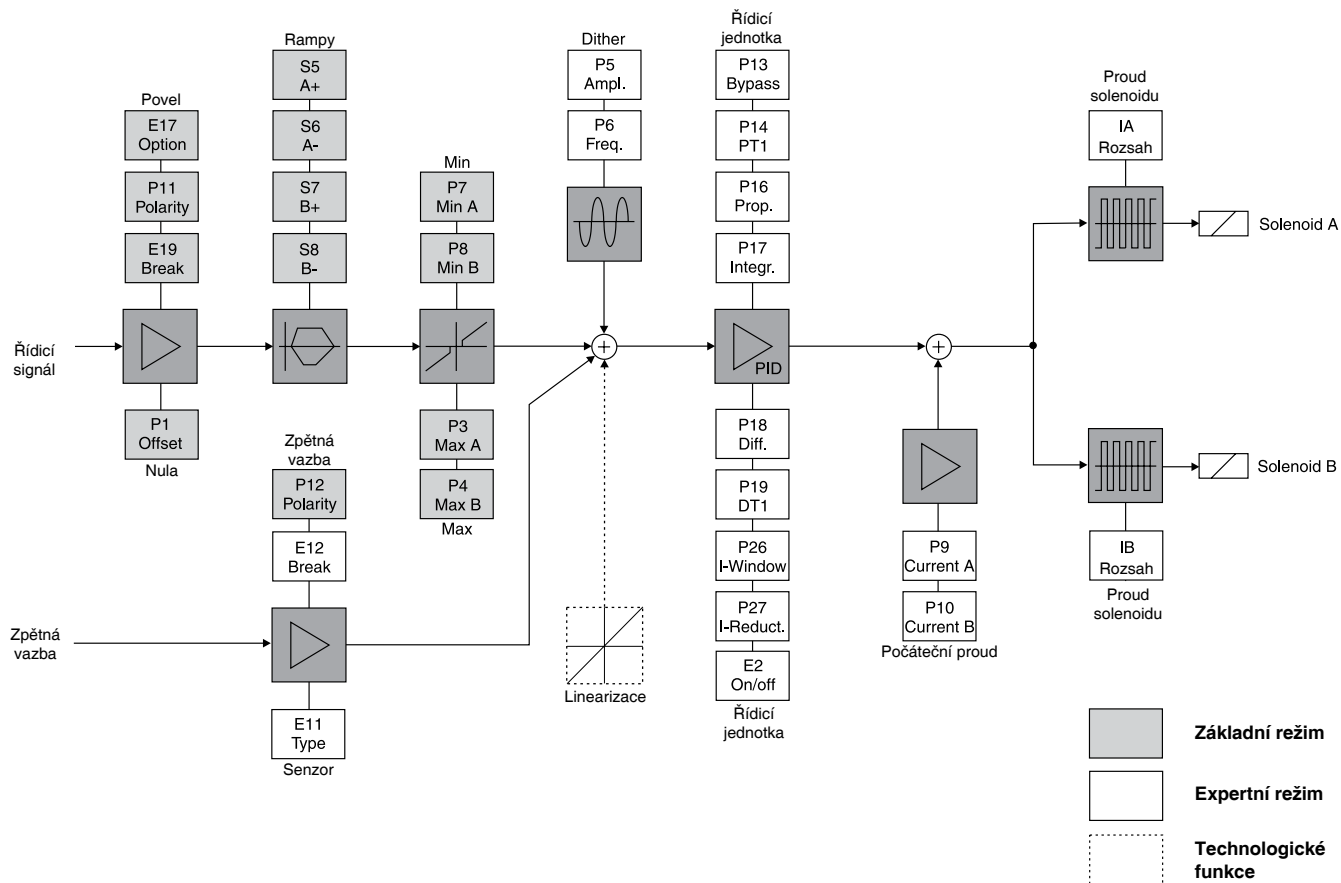 Povel
E17
Option
P11
Polarity
E19
Break
Řídicí
signál
P1
Offset
Nula
Rampy
S5
A+
S6
A-
S7
B+
S8
B-
Min
P7
Min A
P8
Min B
P3
Max A
P4
Max B
Max
Zpětná
vazba
P12
Polarity
E12
Break
Zpětná
vazba
E11
Type
Senzor
Dither
P5
Ampl.
P6
Freq.
+
Linearizace
Řídicí
jednotka
P13
Bypass
P14
PT1
P16
Prop.
P17
Integr.
PID
P18
Diff.
P19
DT1
P26
I-Window
P27
I-Reduct.
E2
On/off
Řídicí
jednotka
+
P9
Current A
P10
Current B
Počáteční proud
Proud
solenoidu
IA
Rozsah
Solenoid A
Solenoid B
IB
Rozsah
Proud
solenoidu
Základní režim
Expertní režim
Technologické
funkce